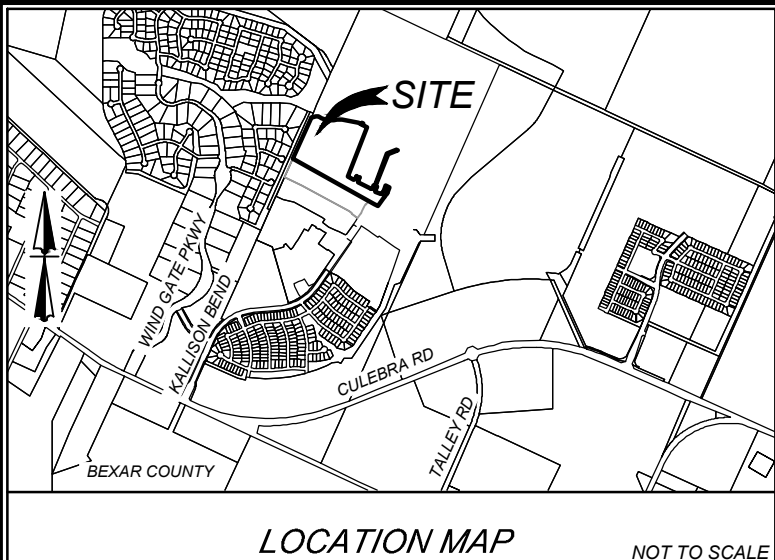 SITE
WIND GATE PKWY
KALLISON BEND
CULEBRA RD
TALLEY RD
BEXAR COUNTY
LOCATION MAP
NOT TO SCALE